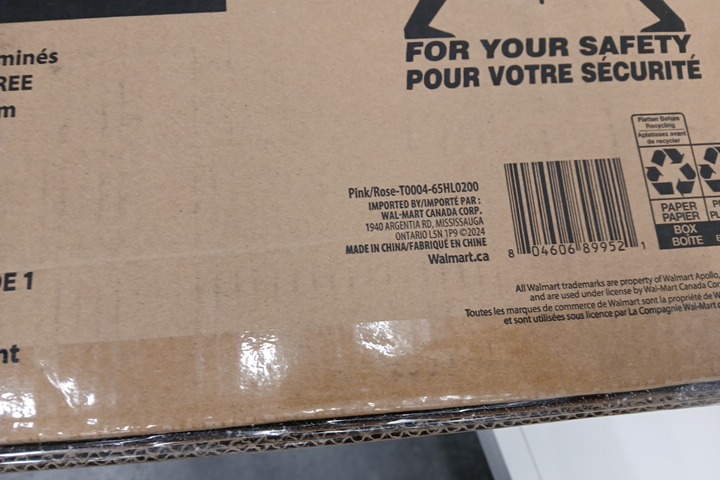 minés
REE
m
FOR YOUR SAFETY
POUR VOTRE SÉCURITÉ
Flatten Before
Recycling
Aplatissez avant
de recycler
PAPER
PAPIER
BOX
BOÎTE
Pink/Rose-T0004-65HL0200
IMPORTED BY/IMPORTÉ PAR :
WAL-MART CANADA CORP.
1940 ARGENTIA RD, MISSISSAUGA
ONTARIO L5N 1P9 ©2024
MADE IN CHINA/FABRIQUÉ EN CHINE
Walmart.ca
8 04606 89952 1
DE 1
All Walmart trademarks are property of Walmart Apollo,
and are used under license by Wal-Mart Canada Cor
Toutes les marques de commerce de Walmart sont la propriété de W
et sont utilisées sous licence par La Compagnie Wal-Mart
nt